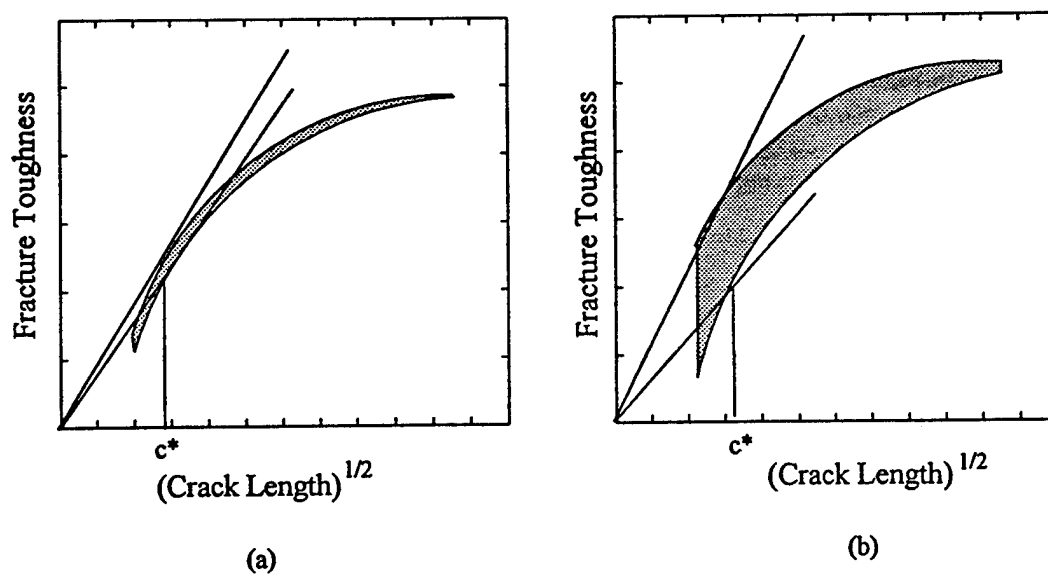 Fracture Toughness
c*
(Crack Length)^1/2
(a)
Fracture Toughness
c*
(Crack Length)^1/2
(b)